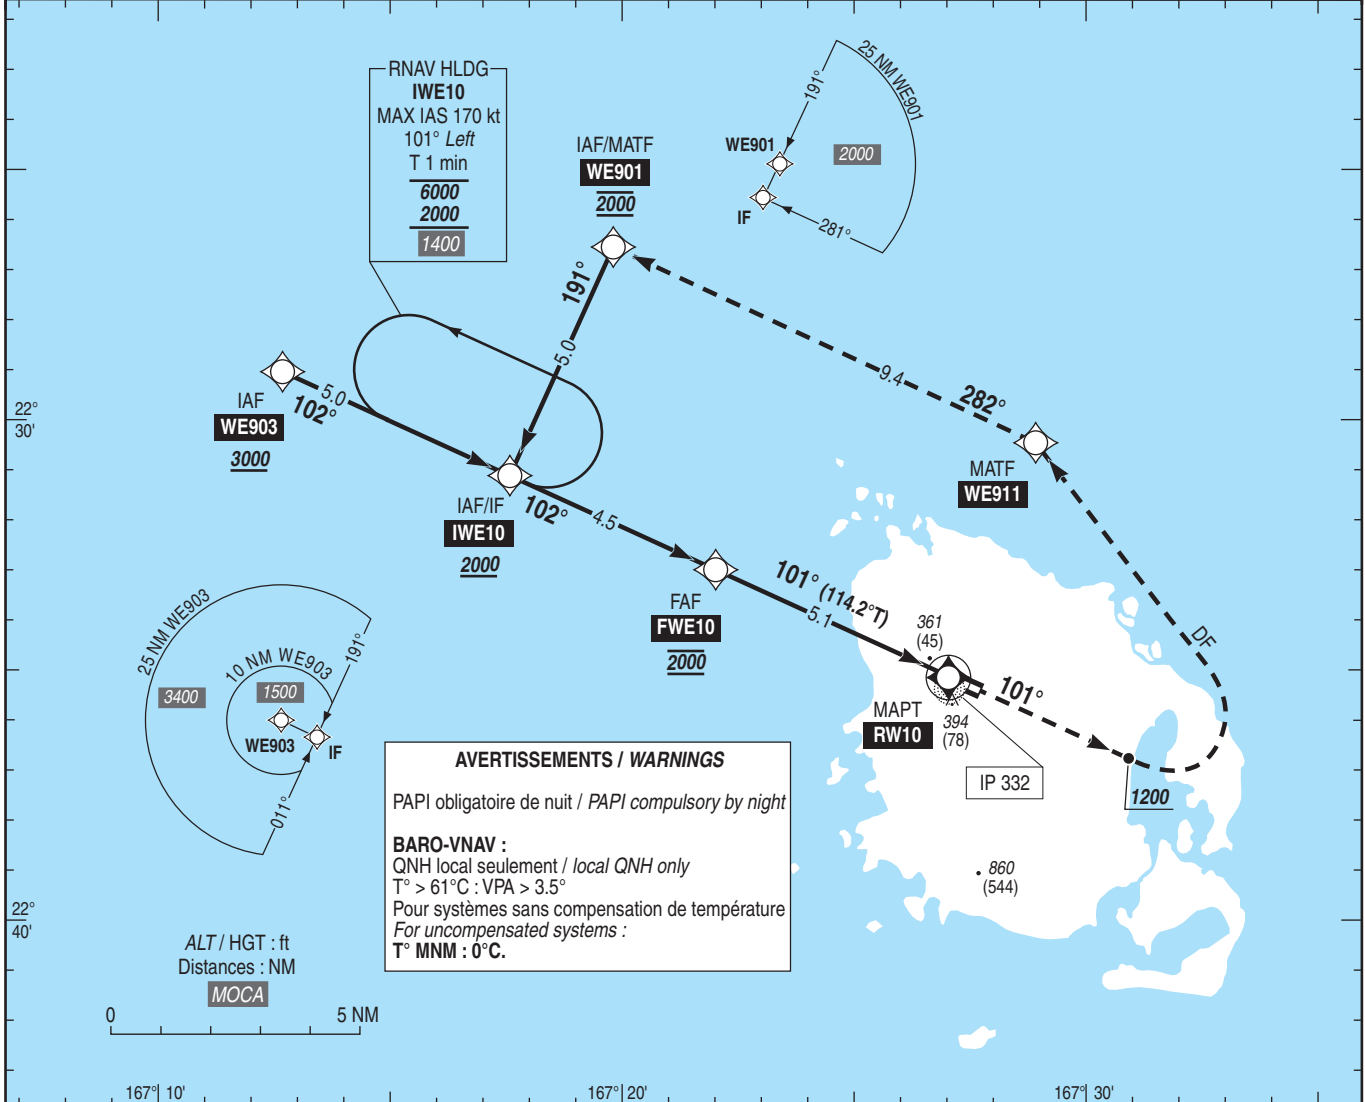 RNAV HLDG
IWE10
MAX IAS 170 kt
101° Left
T 1 min
6000
2000
1400
IAF/MATF
WE901
2000
25 NM WE901
191°
WE901
2000
IF
281°
191°
5.0
9.4
282°
IAF
WE903
3000
5.0
102°
22°
30'
IAF/IF
IWE10
2000
102°
4.5
MATF
WE911
FAF
FWE10
2000
101° (114.2°T)
5.1
DF
361
(45)
101°
MAPT
RW10
394
(78)
IP 332
1200
860
(544)
25 NM WE903
10 NM WE903
191°
3400
1500
WE903
IF
011°
AVERTISSEMENTS / WARNINGS
PAPI obligatoire de nuit / PAPI compulsory by night
BARO-VNAV :
QNH local seulement / local QNH only
T° > 61°C : VPA > 3.5°
Pour systèmes sans compensation de température
For uncompensated systems :
T° MNM : 0°C.
22°
40'
ALT / HGT : ft
Distances : NM
MOCA
0 5 NM
167° 10' 167° 20' 167° 30'